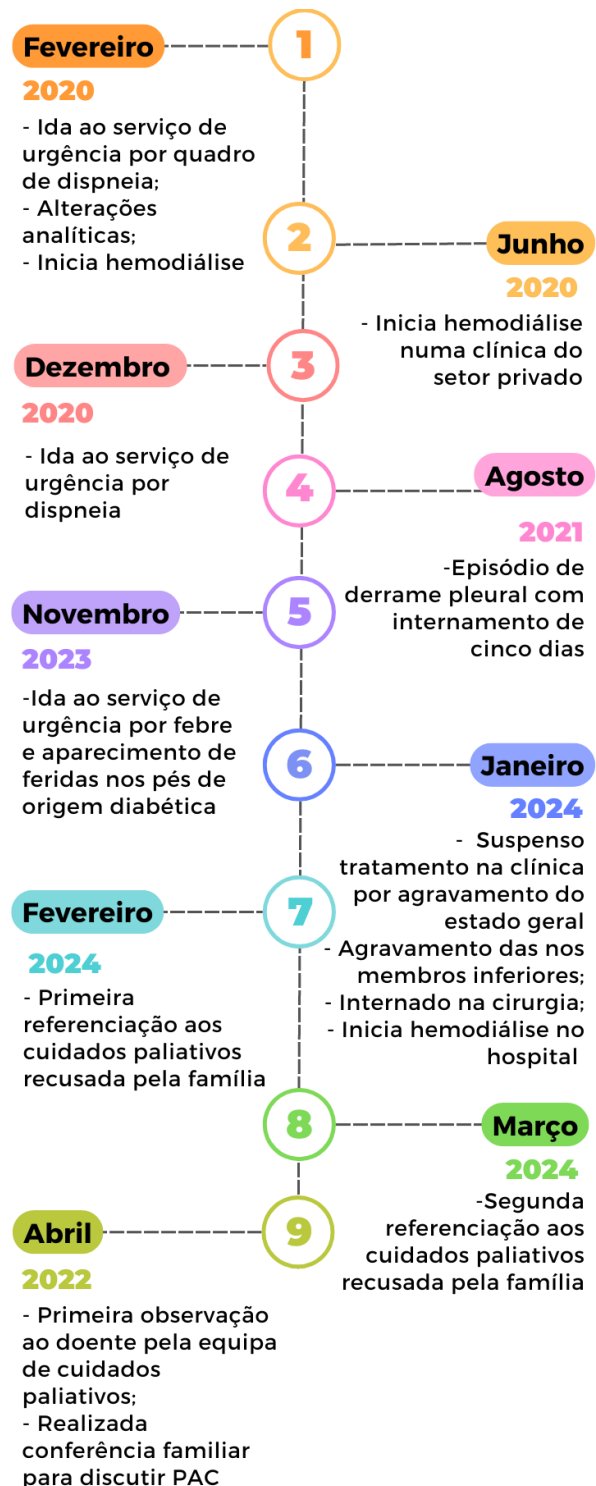 1
Fevereiro
2020
- Ida ao serviço de
urgência por quadro
de dispneia;
- Alterações
analíticas;
- Inicia hemodiálise
2
Junho
2020
- Inicia hemodiálise
numa clínica do
setor privado
3
Dezembro
2020
- Ida ao serviço de
urgência por
dispneia
4
Agosto
2021
-Episódio de
derrame pleural com
internamento de
cinco dias
5
Novembro
2023
-Ida ao serviço de
urgência por febre
e aparecimento de
feridas nos pés de
origem diabética
6
Janeiro
2024
- Suspenso
tratamento na clínica
por agravamento do
estado geral
- Agravamento das nos
membros inferiores;
- Internado na cirurgia;
- Inicia hemodiálise no
hospital
7
Fevereiro
2024
- Primeira
referenciação aos
cuidados paliativos
recusada pela família
8
Março
2024
-Segunda
referenciação aos
cuidados paliativos
recusada pela família
9
Abril
2022
- Primeira observação
ao doente pela equipa
de cuidados
paliativos;
- Realizada
conferência familiar
para discutir PAC